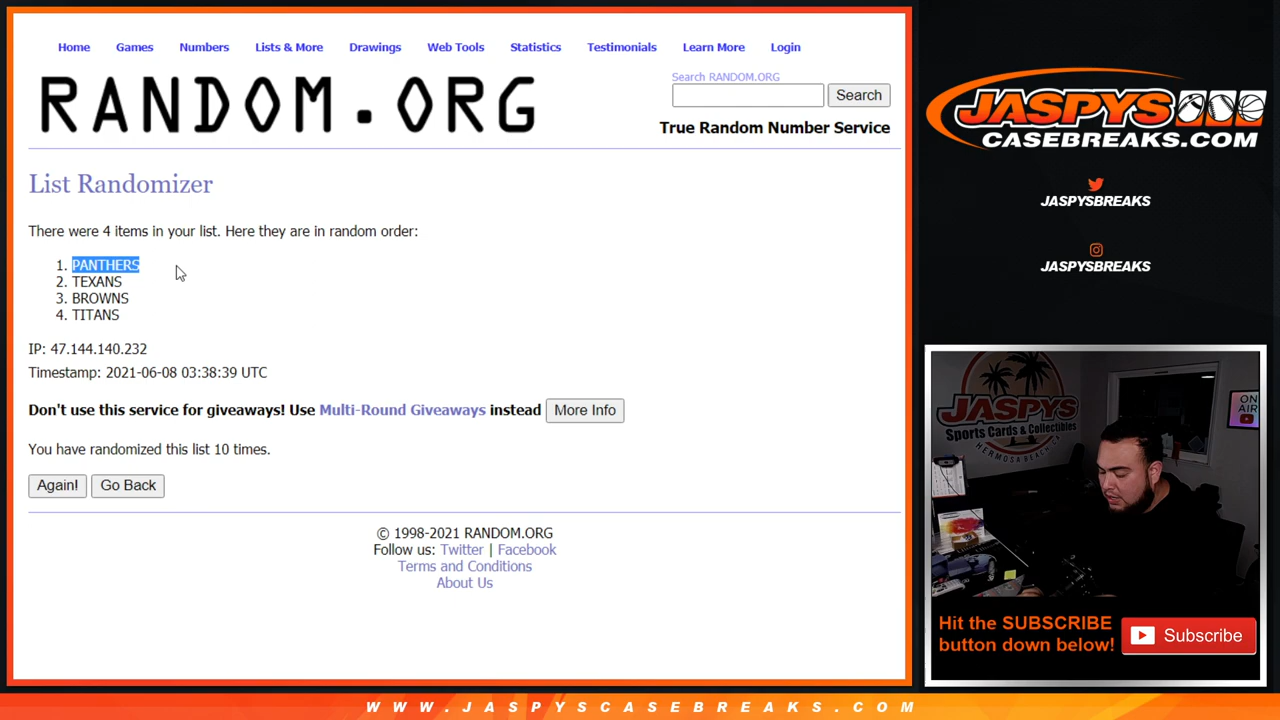 Home Games Numbers Lists & More Drawings Web Tools Statistics Testimonials Learn More Login
RANDOM.ORG
Search RANDOM.ORG
Search
True Random Number Service
List Randomizer
There were 4 items in your list. Here they are in random order:
1. PANTHERS
2. TEXANS
3. BROWNS
4. TITANS
IP: 47.144.140.232
Timestamp: 2021-06-08 03:38:39 UTC
Don't use this service for giveaways! Use Multi-Round Giveaways instead More Info
You have randomized this list 10 times.
Again! Go Back
© 1998-2021 RANDOM.ORG
Follow us: Twitter | Facebook
Terms and Conditions
About Us
JASPYS
CASEBREAKS.COM
JASPYSBREAKS
JASPYSBREAKS
JASPYS
Sports Cards & Collectibles
HERMOSA BEACH, CA
ON
AIR
Hit the SUBSCRIBE
button down below!
Subscribe
WWW.JASPYSCASEBREAKS.COM